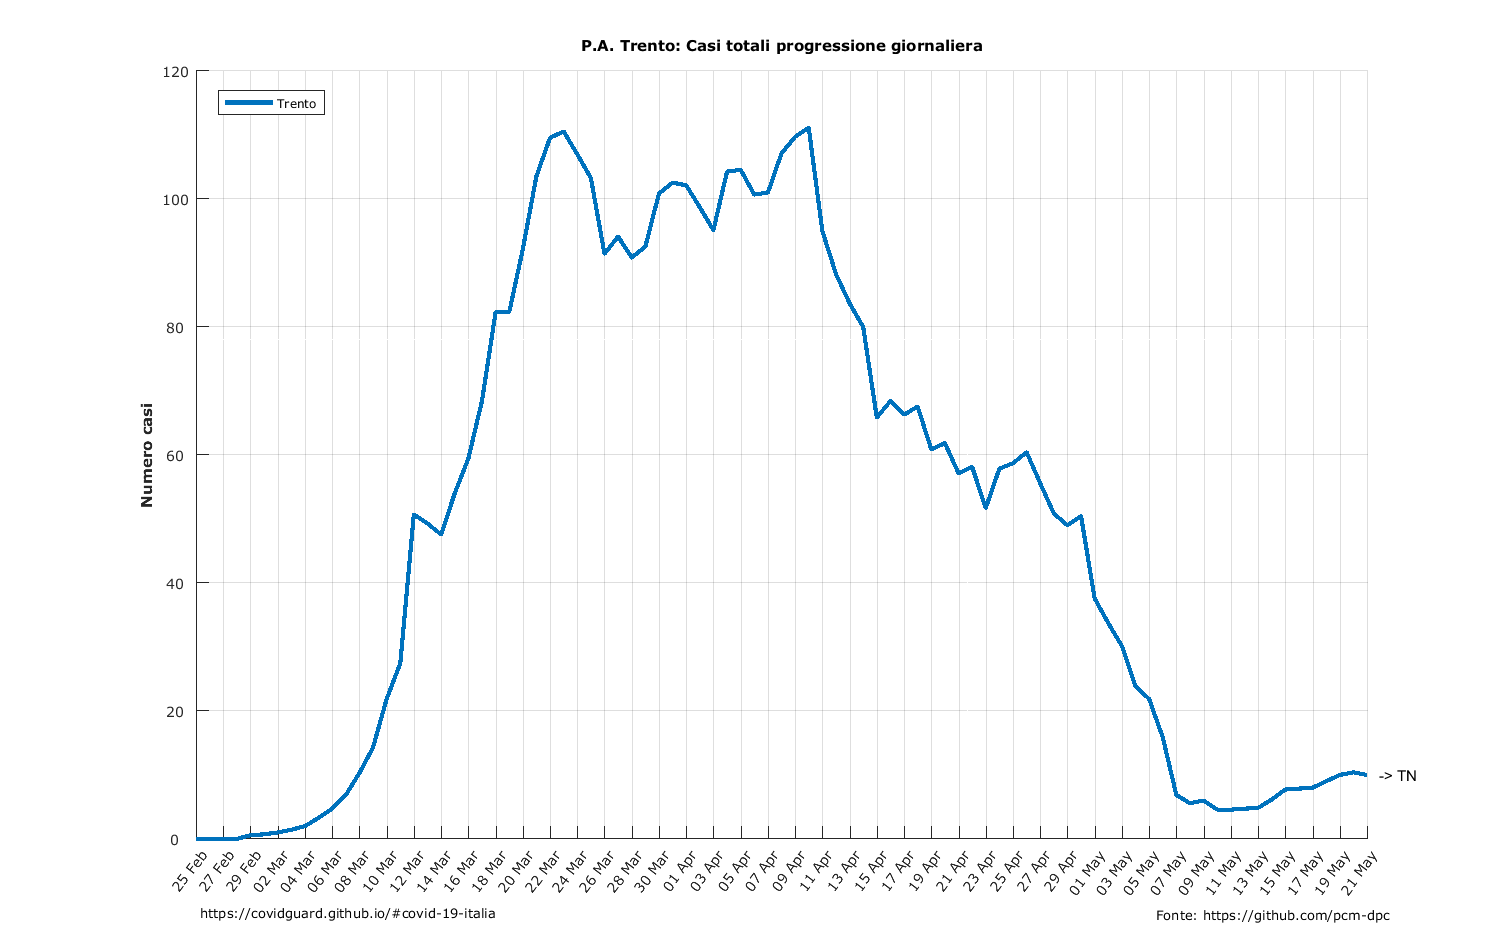 P.A. Trento: Casi totali progressione giornaliera
Trento
Numero casi
120
100
80
60
40
20
0
25 Feb
27 Feb
29 Feb
02 Mar
04 Mar
06 Mar
08 Mar
10 Mar
12 Mar
14 Mar
16 Mar
18 Mar
20 Mar
22 Mar
24 Mar
26 Mar
28 Mar
30 Mar
01 Apr
03 Apr
05 Apr
07 Apr
09 Apr
11 Apr
13 Apr
15 Apr
17 Apr
19 Apr
21 Apr
23 Apr
25 Apr
27 Apr
29 Apr
01 May
03 May
05 May
07 May
09 May
11 May
13 May
15 May
17 May
19 May
21 May
-> TN
https://covidguard.github.io/#covid-19-italia
Fonte: https://github.com/pcm-dpc